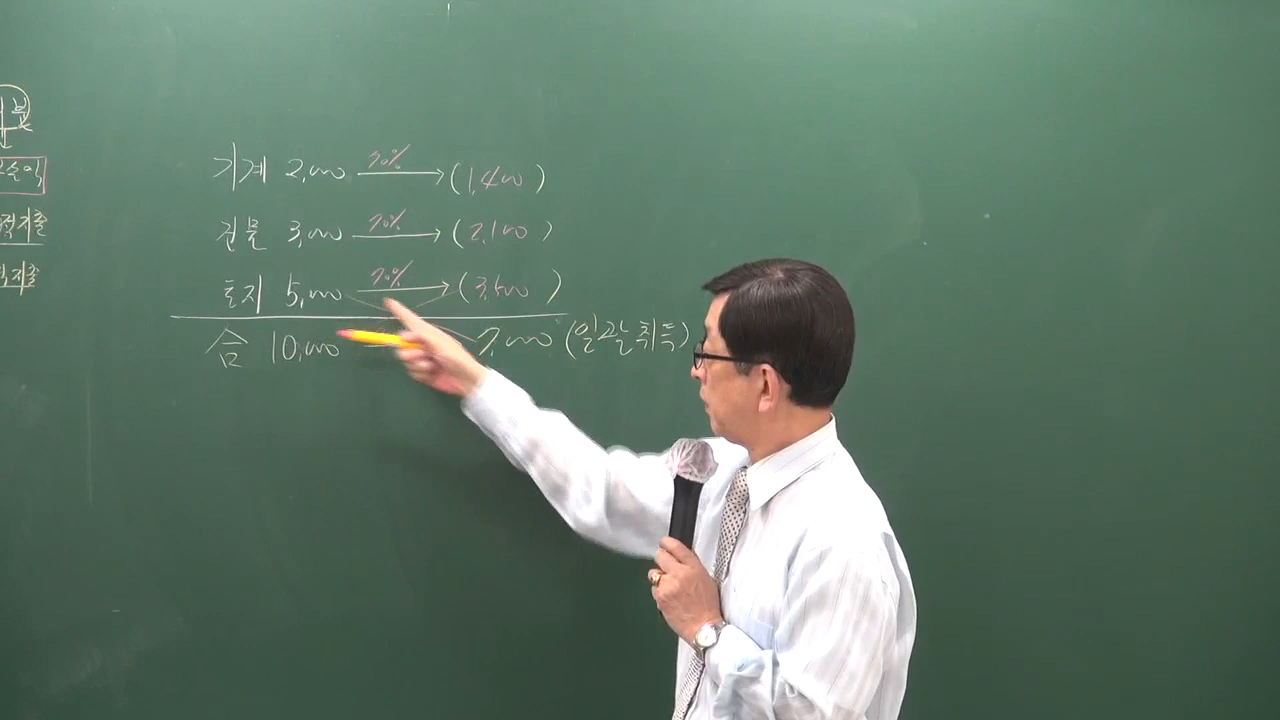 기계 2,000 70% → (1,400)
건물 3,000 70% → (2,100)
토지 5,000 70% → (3,500)
合 10,000 7,000 (일괄취득)